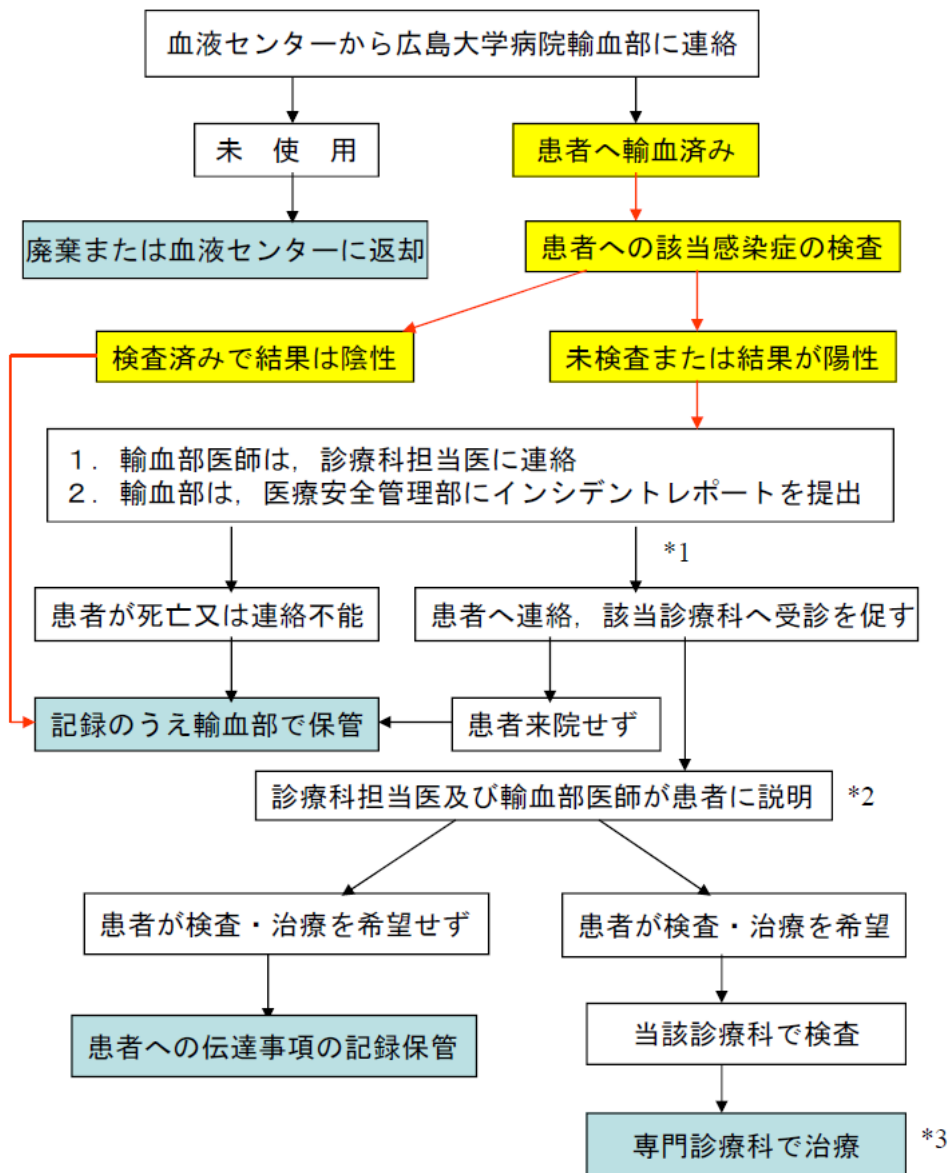 血液センターから広島大学病院輸血部に連絡
未　使　用
患者へ輸血済み
廃棄または血液センターに返却
患者への該当感染症の検査
検査済みで結果は陰性
未検査または結果が陽性
１．輸血部医師は，診療科担当医に連絡
２．輸血部は，医療安全管理部にインシデントレポートを提出
*1
患者が死亡又は連絡不能
患者へ連絡，該当診療科へ受診を促す
記録のうえ輸血部で保管
患者来院せず
診療科担当医及び輸血部医師が患者に説明
*2
患者が検査・治療を希望せず
患者が検査・治療を希望
患者への伝達事項の記録保管
当該診療科で検査
専門診療科で治療
*3